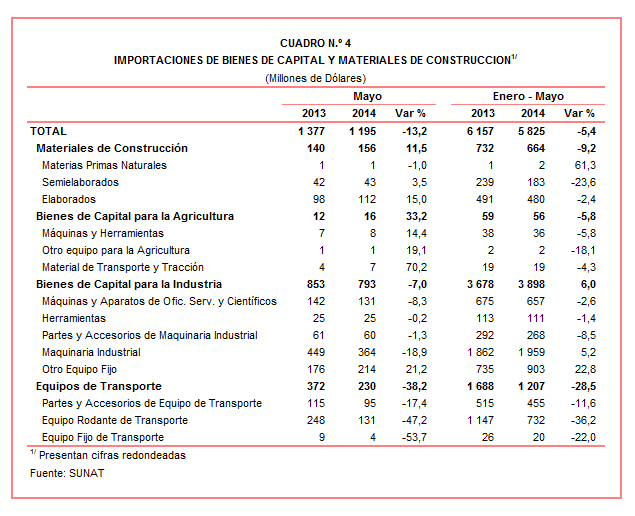 CUADRO N.º 4
IMPORTACIONES DE BIENES DE CAPITAL Y MATERIALES DE CONSTRUCCION1/
(Millones de Dólares)
Mayo Enero - Mayo
2013 2014 Var % 2013 2014 Var %
TOTAL 1 377 1 195 -13,2 6 157 5 825 -5,4
Materiales de Construcción 140 156 11,5 732 664 -9,2
Materias Primas Naturales 1 1 -1,0 1 2 61,3
Semielaborados 42 43 3,5 239 183 -23,6
Elaborados 98 112 15,0 491 480 -2,4
Bienes de Capital para la Agricultura 12 16 33,2 59 56 -5,8
Máquinas y Herramientas 7 8 14,4 38 36 -5,8
Otro equipo para la Agricultura 1 1 19,1 2 2 -18,1
Material de Transporte y Tracción 4 7 70,2 19 19 -4,3
Bienes de Capital para la Industria 853 793 -7,0 3 678 3 898 6,0
Máquinas y Aparatos de Ofic. Serv. y Científicos 142 131 -8,3 675 657 -2,6
Herramientas 25 25 -0,2 113 111 -1,4
Partes y Accesorios de Maquinaria Industrial 61 60 -1,3 292 268 -8,5
Maquinaria Industrial 449 364 -18,9 1 862 1 959 5,2
Otro Equipo Fijo 176 214 21,2 735 903 22,8
Equipos de Transporte 372 230 -38,2 1 688 1 207 -28,5
Partes y Accesorios de Equipo de Transporte 115 95 -17,4 515 455 -11,6
Equipo Rodante de Transporte 248 131 -47,2 1 147 732 -36,2
Equipo Fijo de Transporte 9 4 -53,7 26 20 -22,0
1/ Presentan cifras redondeadas
Fuente: SUNAT